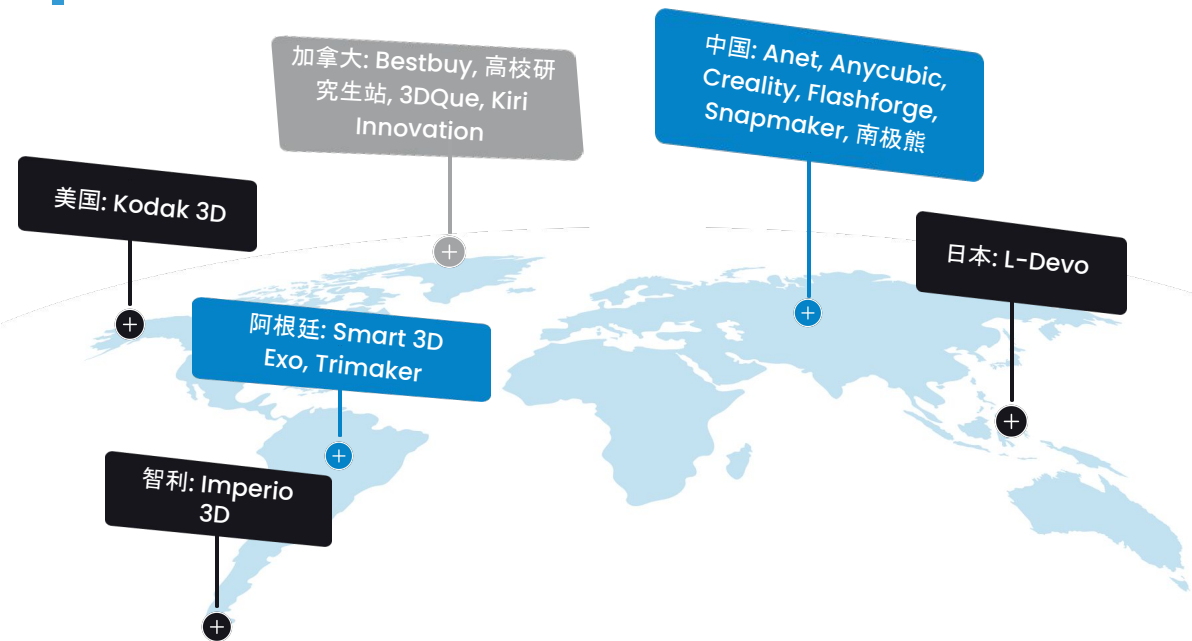 加拿大: Bestbuy, 高校研
究生站, 3DQue, Kiri
Innovation
中国: Anet, Anycubic,
Creality, Flashforge,
Snapmaker, 南极熊
美国: Kodak 3D
日本: L-Devo
阿根廷: Smart 3D
Exo, Trimaker
智利: Imperio
3D